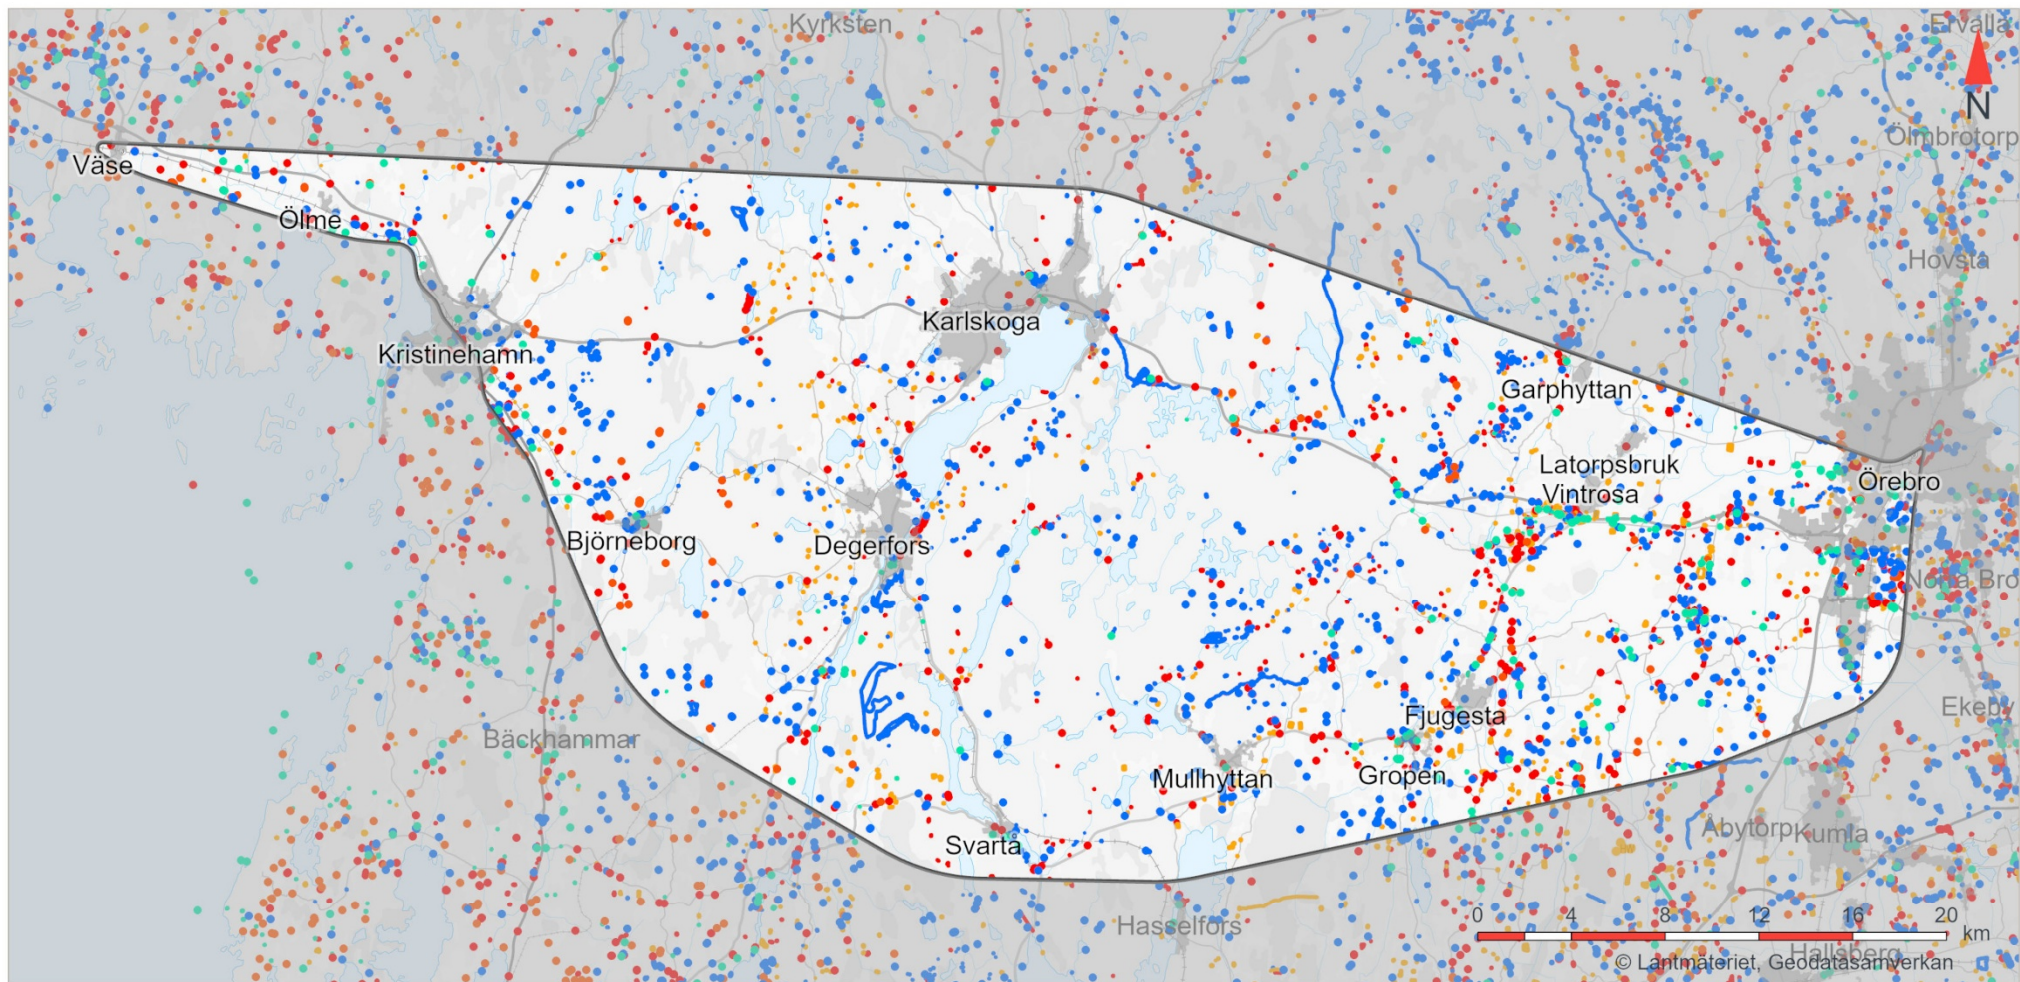 Kyrksten
Ervalla
N
Ölmbrotorp
Väse
Ölme
Hovsta
Karlskoga
Kristinehamn
Garphyttan
Latorpsbruk
Örebro
Vintrosa
Björneborg
Degerfors
Norra Bro
Ekeby
Fjugesta
Bäckhammar
Mullhyttan
Gropen
Åbytorp
Kumla
Svartå
Hasselfors
0 4 8 12 16 20
km
Hallsberg
© Lantmäteriet, Geodatasamverkan